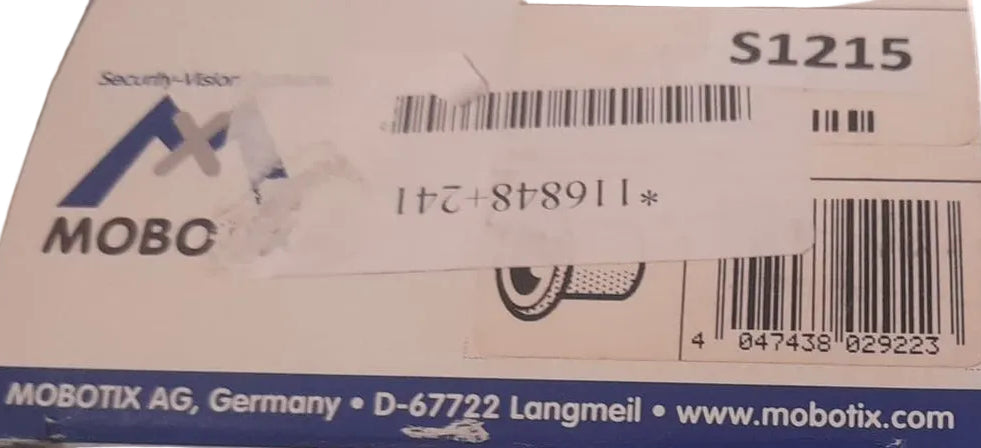 S1215
Security-Vision
MOBO
*116848+241
4 047438 029223
MOBOTIX AG, Germany • D-67722 Langmeil • www.mobotix.com